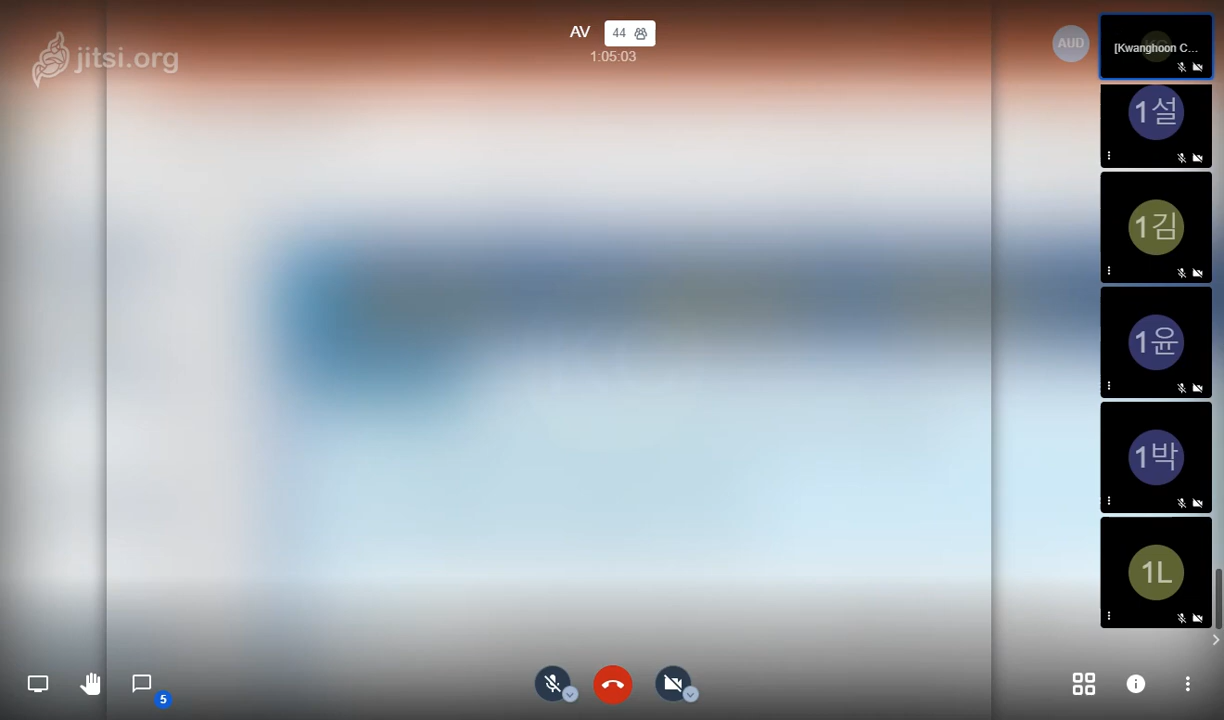 jitsi.org
AV 44
1:05:03
AUD
[Kwanghoon C...
1설
1김
1윤
1박
1L
5